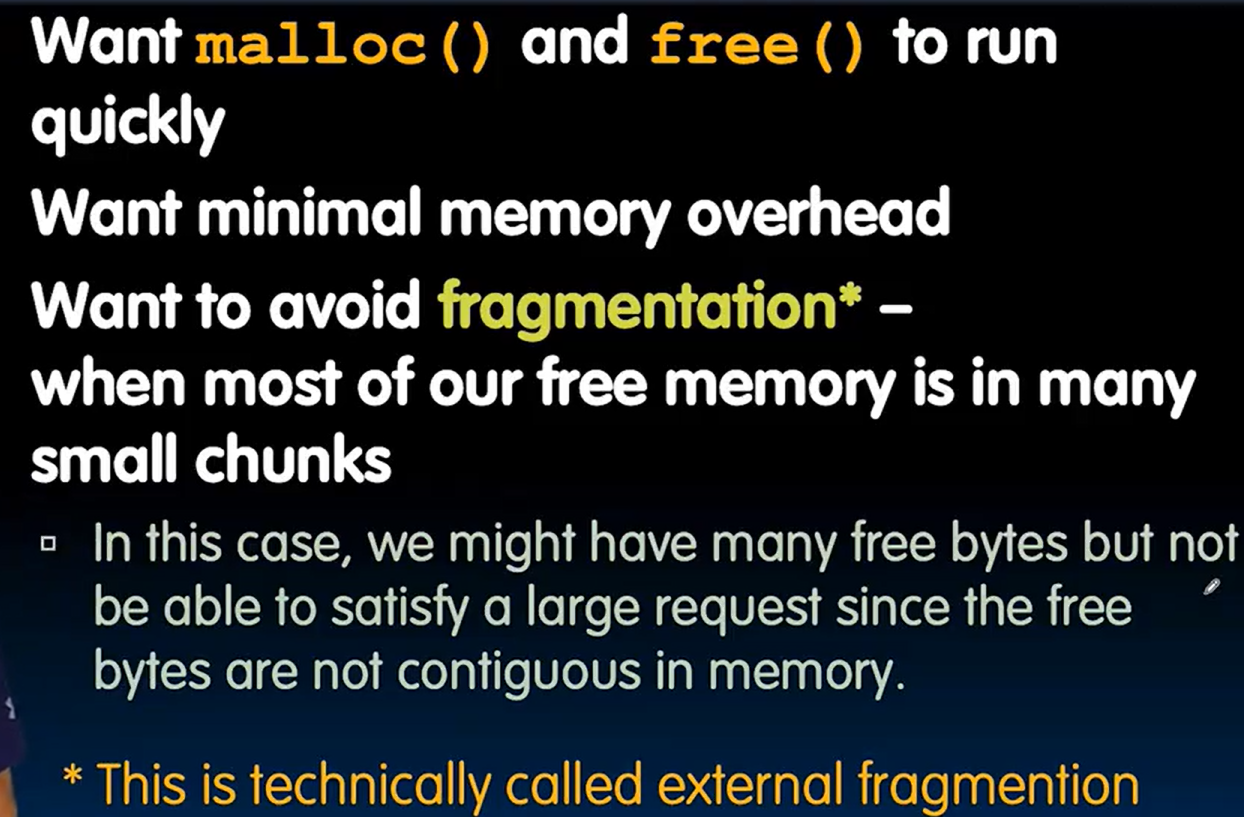 Want malloc() and free() to run
quickly
Want minimal memory overhead
Want to avoid fragmentation* –
when most of our free memory is in many
small chunks
In this case, we might have many free bytes but not
be able to satisfy a large request since the free
bytes are not contiguous in memory.
* This is technically called external fragmention